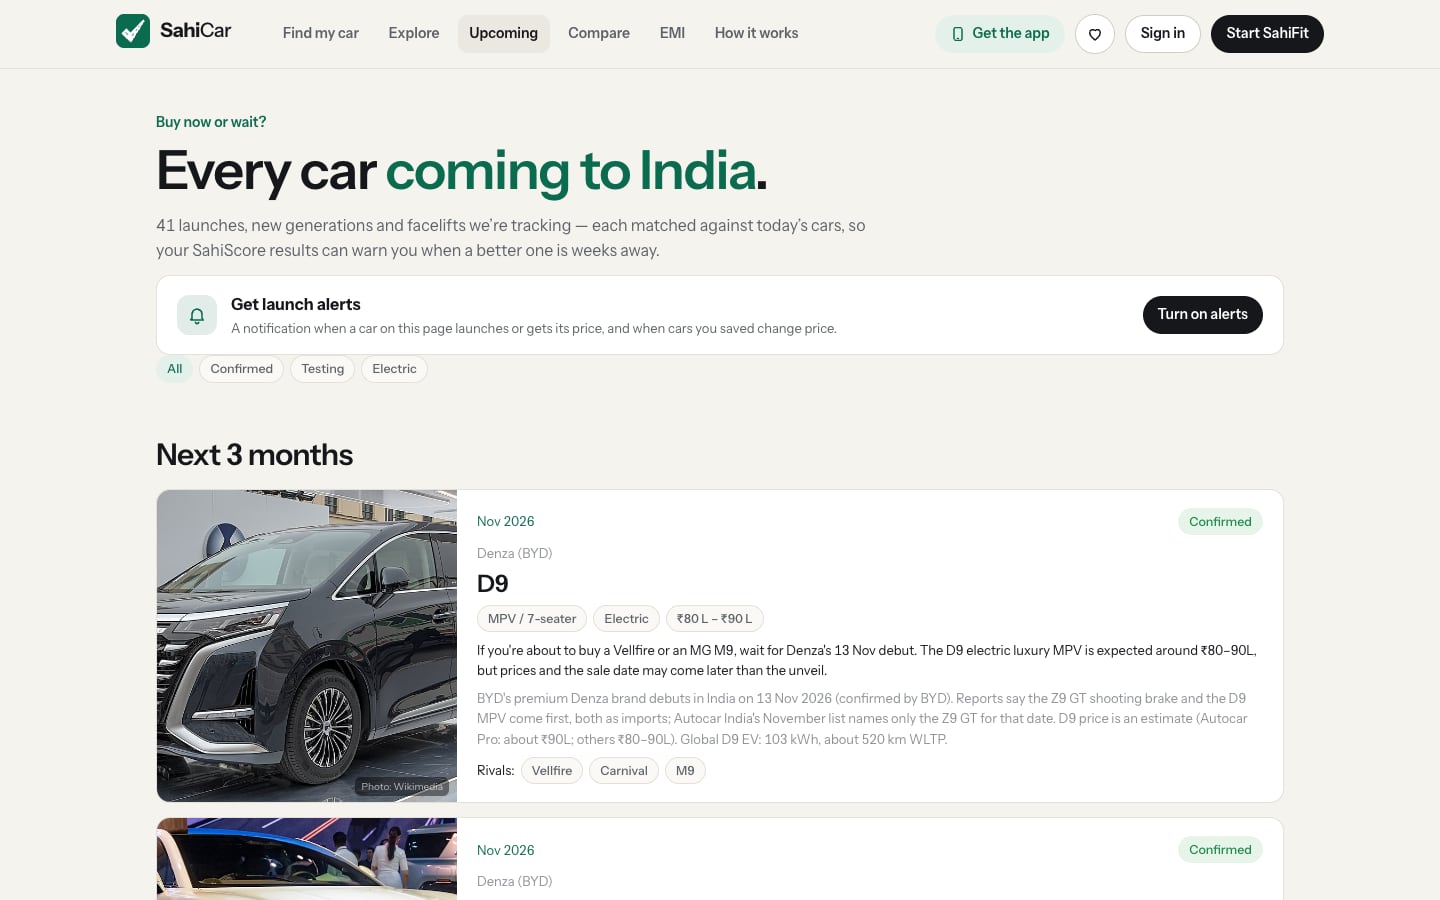 SahiCar
Find my car
Explore
Upcoming
Compare
EMI
How it works
Get the app
Sign in
Start SahiFit
Buy now or wait?
Every car coming to India.
41 launches, new generations and facelifts we're tracking — each matched against today's cars, so
your SahiScore results can warn you when a better one is weeks away.
Get launch alerts
A notification when a car on this page launches or gets its price, and when cars you saved change price.
Turn on alerts
All
Confirmed
Testing
Electric
Next 3 months
Nov 2026
Confirmed
Denza (BYD)
D9
MPV / 7-seater
Electric
₹80 L – ₹90 L
If you're about to buy a Vellfire or an MG M9, wait for Denza's 13 Nov debut. The D9 electric luxury MPV is expected around ₹80–90L,
but prices and the sale date may come later than the unveil.
BYD's premium Denza brand debuts in India on 13 Nov 2026 (confirmed by BYD). Reports say the Z9 GT shooting brake and the D9
MPV come first, both as imports; Autocar India's November list names only the Z9 GT for that date. D9 price is an estimate (Autocar
Pro: about ₹90L; others ₹80–90L). Global D9 EV: 103 kWh, about 520 km WLTP.
Rivals:
Vellfire
Carnival
M9
Photo: Wikimedia
Nov 2026
Confirmed
Denza (BYD)